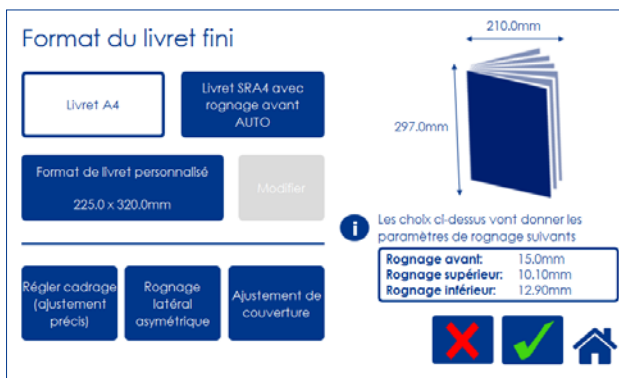 Format du livret fini
Livret A4
Livret SRA4 avec
rognage avant
AUTO
Format de livret personnalisé
225.0 x 320.0mm
Modifier
Régler cadrage
(ajustement
précis)
Rognage
latéral
asymétrique
Ajustement de
couverture
210.0mm
297.0mm
i
Les choix ci-dessus vont donner les
paramètres de rognage suivants
Rognage avant: 15.0mm
Rognage supérieur: 10.10mm
Rognage inférieur: 12.90mm